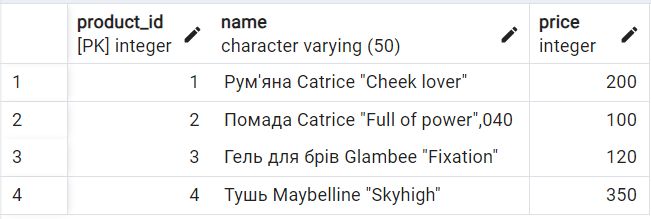 product_id name price
[PK] integer character varying (50) integer
1 1 Рум'яна Catrice "Cheek lover" 200
2 2 Помада Catrice "Full of power",040 100
3 3 Гель для брів Glambee "Fixation" 120
4 4 Тушь Maybelline "Skyhigh" 350